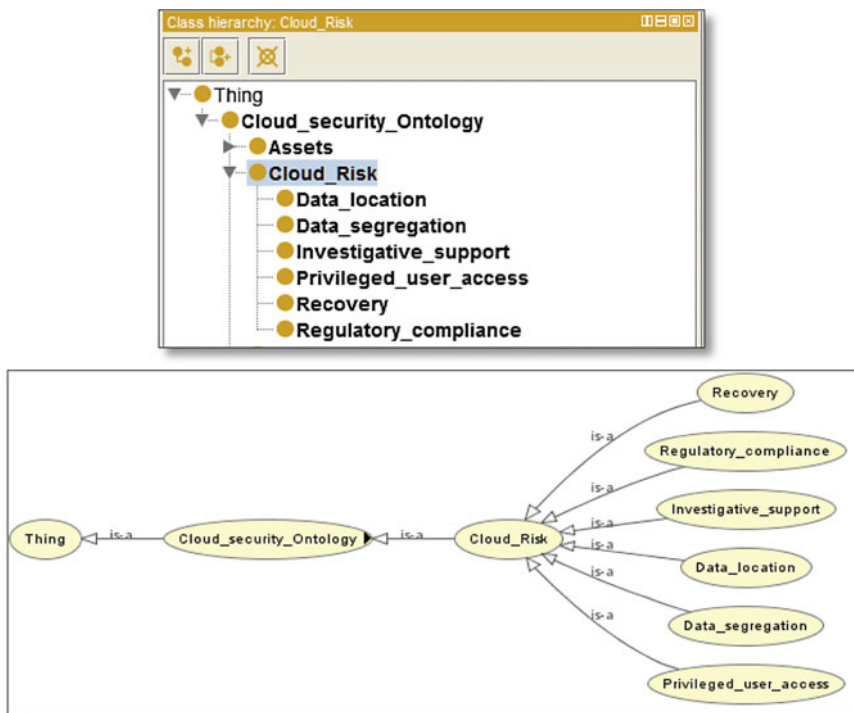 Class hierarchy: Cloud_Risk
Thing
Cloud_security_Ontology
Assets
Cloud_Risk
Data_location
Data_segregation
Investigative_support
Privileged_user_access
Recovery
Regulatory_compliance
Recovery
is-a
Regulatory_compliance
is-a
Investigative_support
is-a
Thing is-a Cloud_security_Ontology is-a Cloud_Risk
is-a
Data_location
is-a
Data_segregation
is-a
Privileged_user_access